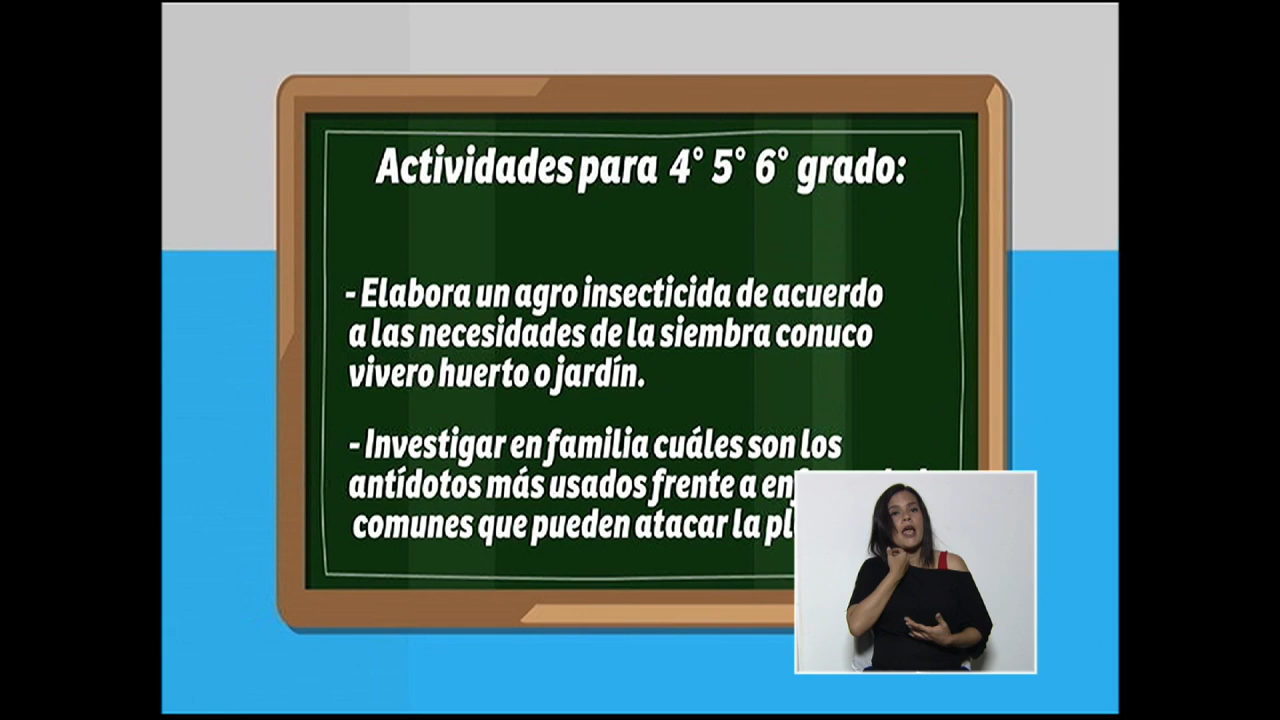 Actividades para 4° 5° 6° grado:
- Elabora un agro insecticida de acuerdo
a las necesidades de la siembra conuco
vivero huerto o jardín.
- Investigar en familia cuáles son los
antídotos más usados frente a
comunes que pueden atacar la